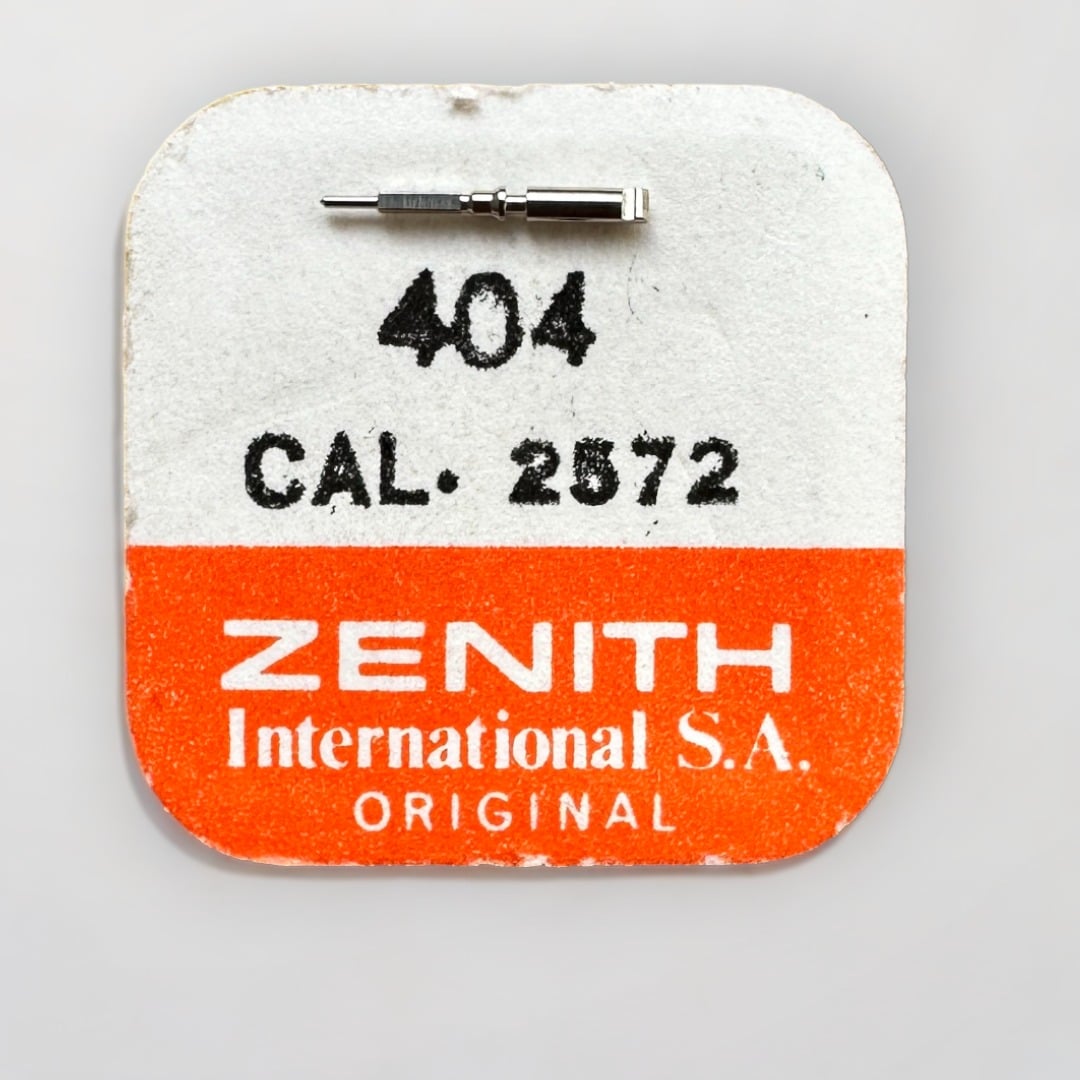 404
CAL. 2572
ZENITH
International S.A.
ORIGINAL